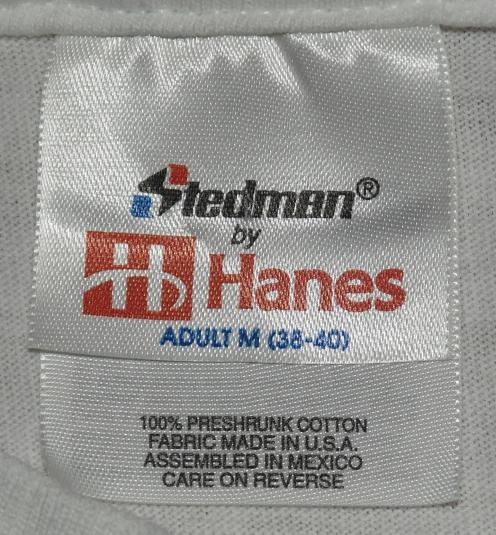 Stedman®
by
Hanes
ADULT M (38-40)
100% PRESHRUNK COTTON
FABRIC MADE IN U.S.A.
ASSEMBLED IN MEXICO
CARE ON REVERSE